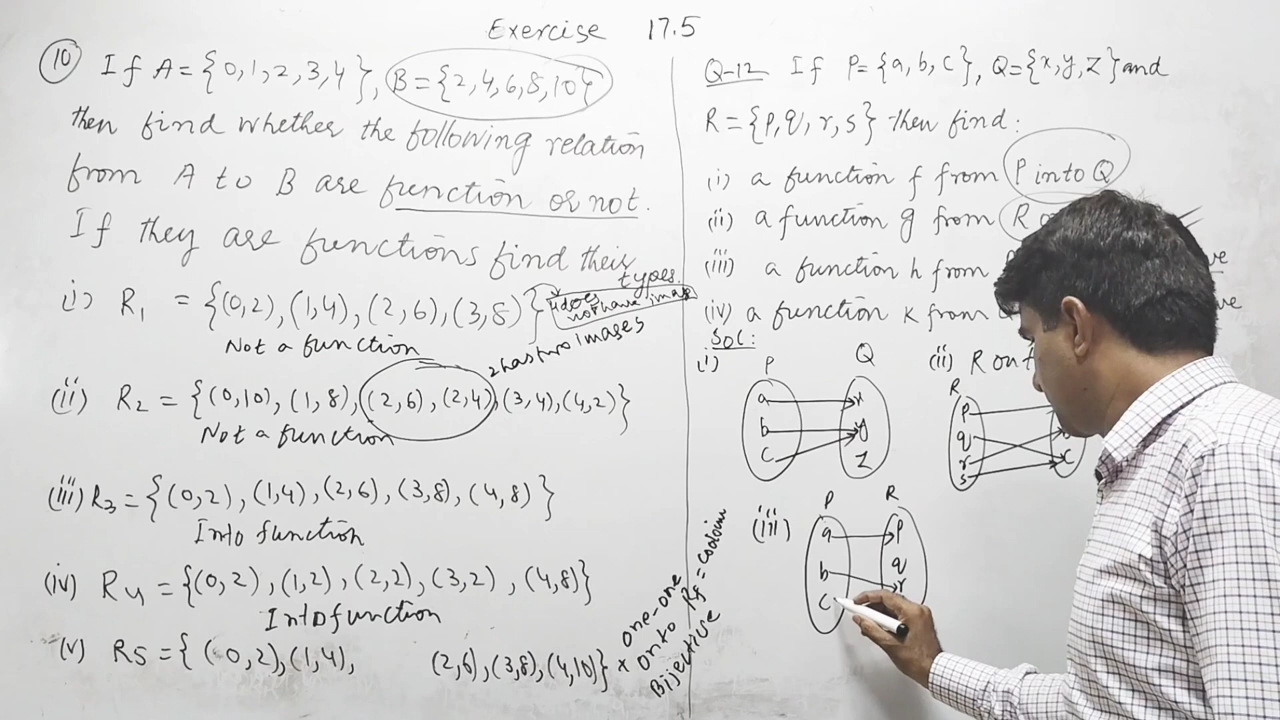 Exercise 17.5
10 If A = {0,1,2,3,4}, B = {2,4,6,8,10}
then find whether the following relation
from A to B are function or not.
If they are functions find their
types.
i) R1 = {(0,2),(1,4),(2,6),(3,8)}
4 does not have image
Not a function
2 has two images
(ii) R2 = {(0,10),(1,8),(2,6),(2,4),(3,4),(4,2)}
Not a function
(iii) R3 = {(0,2),(1,4),(2,6),(3,8),(4,8)}
Into function
(iv) R4 = {(0,2),(1,2),(2,2),(3,2),(4,8)}
Into function
(v) R5 = {(0,2),(1,4), (2,6),(3,8),(4,10)}
* one-one
onto Rf = codom
Bijective
Q-12 If P={a,b,c}, Q={x,y,z} and
R={p,q,r,s} then find:
(i) a function f from P into Q
(ii) a function g from R
(iii) a function h from
(iv) a function k from
Sol:
(i) P Q
a x
b y
c z
(ii) R ont
R
p
q
r
s c
(iii) P R
a p
b q
c r